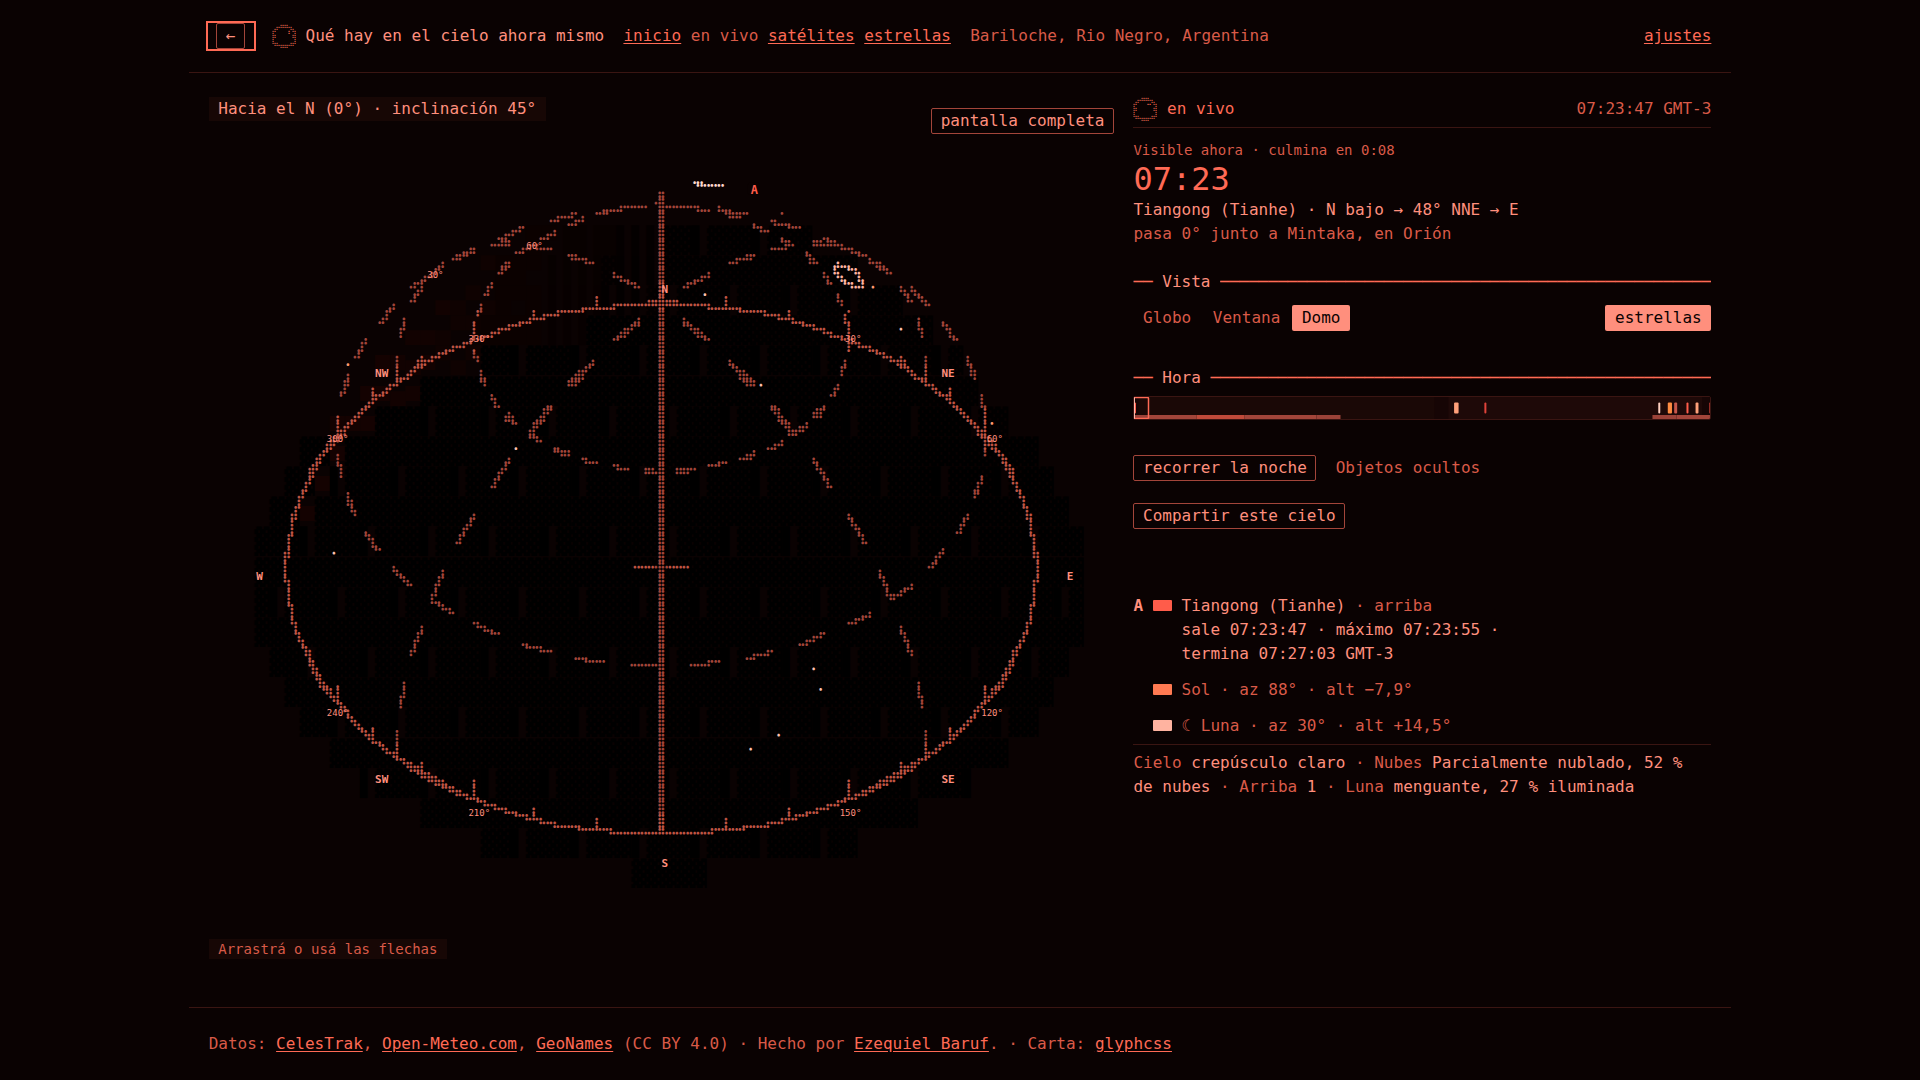 ← Qué hay en el cielo ahora mismo inicio en vivo satélites estrellas Bariloche, Rio Negro, Argentina ajustes
Hacia el N (0°) · inclinación 45°
pantalla completa
A
60°
30°
N
330°
30°
NW
NE
300°
60°
W
E
240°
120°
SW
SE
210°
150°
S
Arrastrá o usá las flechas
en vivo 07:23:47 GMT-3
Visible ahora · culmina en 0:08
07:23
Tiangong (Tianhe) · N bajo → 48° NNE → E
pasa 0° junto a Mintaka, en Orión
Vista
Globo Ventana Domo estrellas
Hora
recorrer la noche Objetos ocultos
Compartir este cielo
A Tiangong (Tianhe) · arriba
sale 07:23:47 · máximo 07:23:55 ·
termina 07:27:03 GMT-3
Sol · az 88° · alt −7,9°
☾ Luna · az 30° · alt +14,5°
Cielo crepúsculo claro · Nubes Parcialmente nublado, 52 %
de nubes · Arriba 1 · Luna menguante, 27 % iluminada
Datos: CelesTrak, Open-Meteo.com, GeoNames (CC BY 4.0) · Hecho por Ezequiel Baruf. · Carta: glyphcss